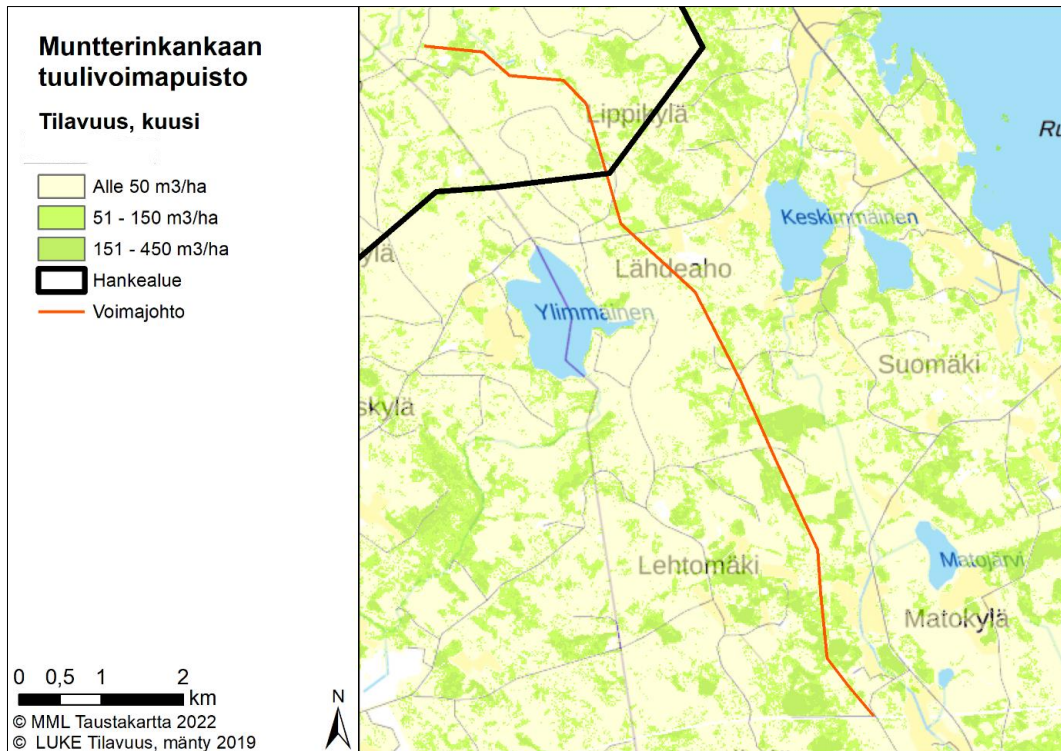 Muntterinkankaan
tuulivoimapuisto
Tilavuus, kuusi
Alle 50 m3/ha
51 - 150 m3/ha
151 - 450 m3/ha
Hankealue
Voimajohto
0 0,5 1 2
km
N
© MML Taustakartta 2022
© LUKE Tilavuus, mänty 2019
Lippikylä
Ru
Keskimmäinen
ylä
Lähdeaho
Ylimmäinen
Suomäki
skylä
Lehtomäki
Matojärvi
Matokylä